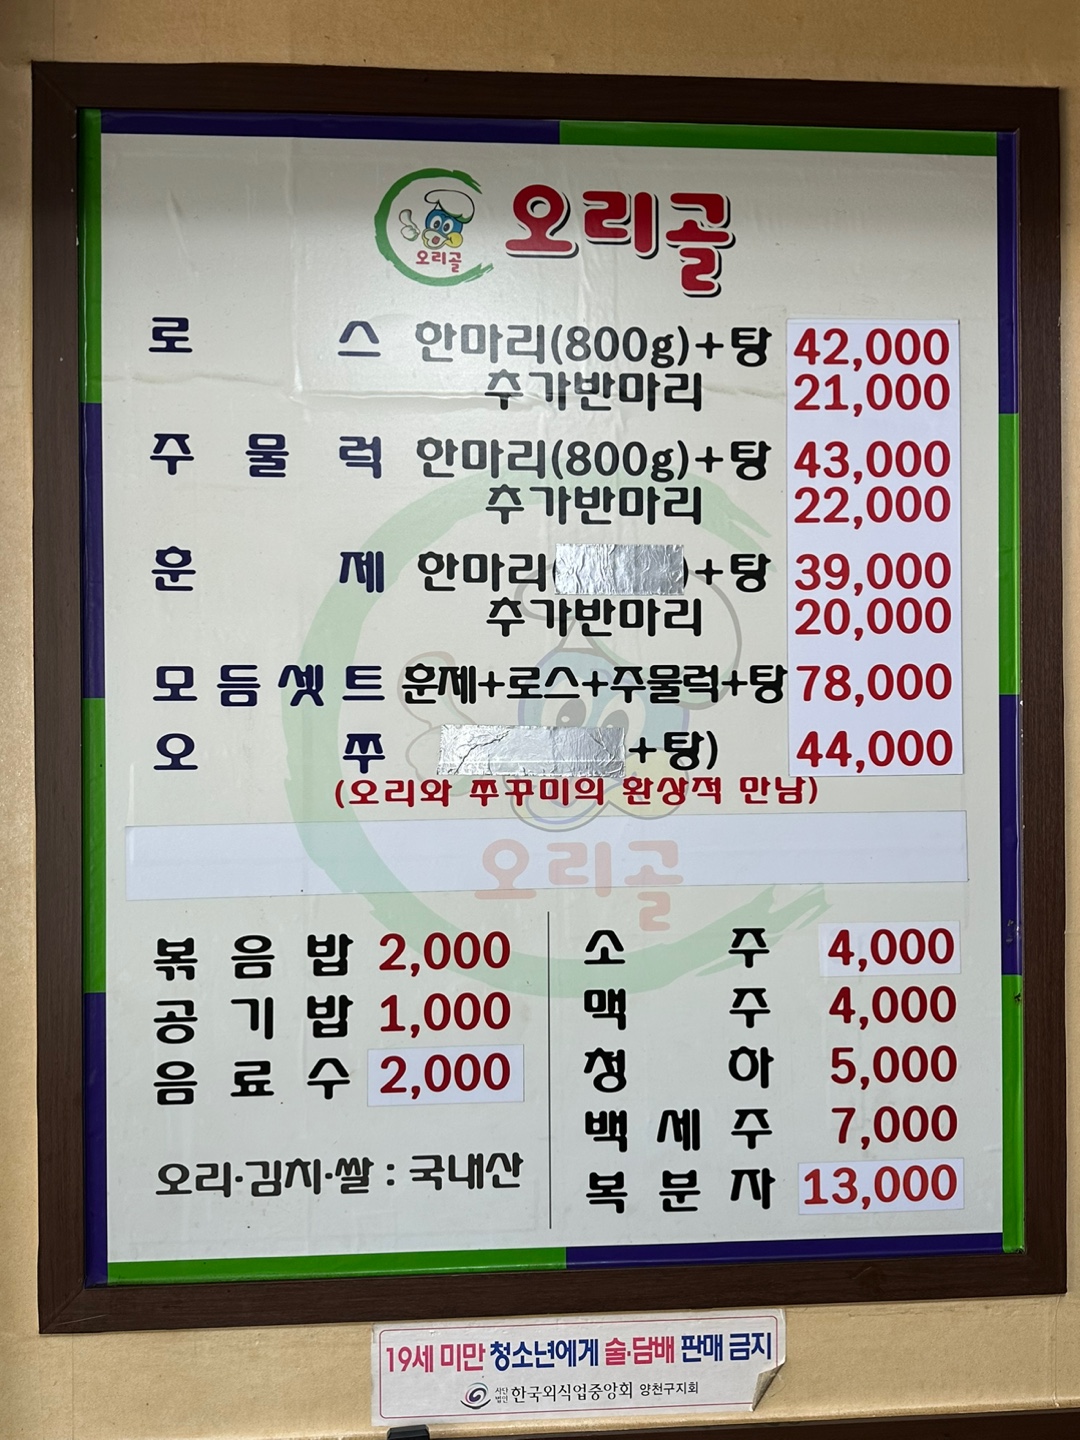 오리골
오리골
로스 한마리(800g)+탕 42,000
추가반마리 21,000
주물럭 한마리(800g)+탕 43,000
추가반마리 22,000
훈제 한마리( )+탕 39,000
추가반마리 20,000
모듬셋트 훈제+로스+주물럭+탕 78,000
오쭈 +탕) 44,000
(오리와 쭈꾸미의 환상적 만남)
오리골
볶음밥 2,000
공기밥 1,000
음료수 2,000
오리·김치·쌀 : 국내산
소주 4,000
맥주 4,000
청하 5,000
백세주 7,000
복분자 13,000
19세 미만 청소년에게 술·담배 판매 금지
사단법인 한국외식업중앙회 양천구지회